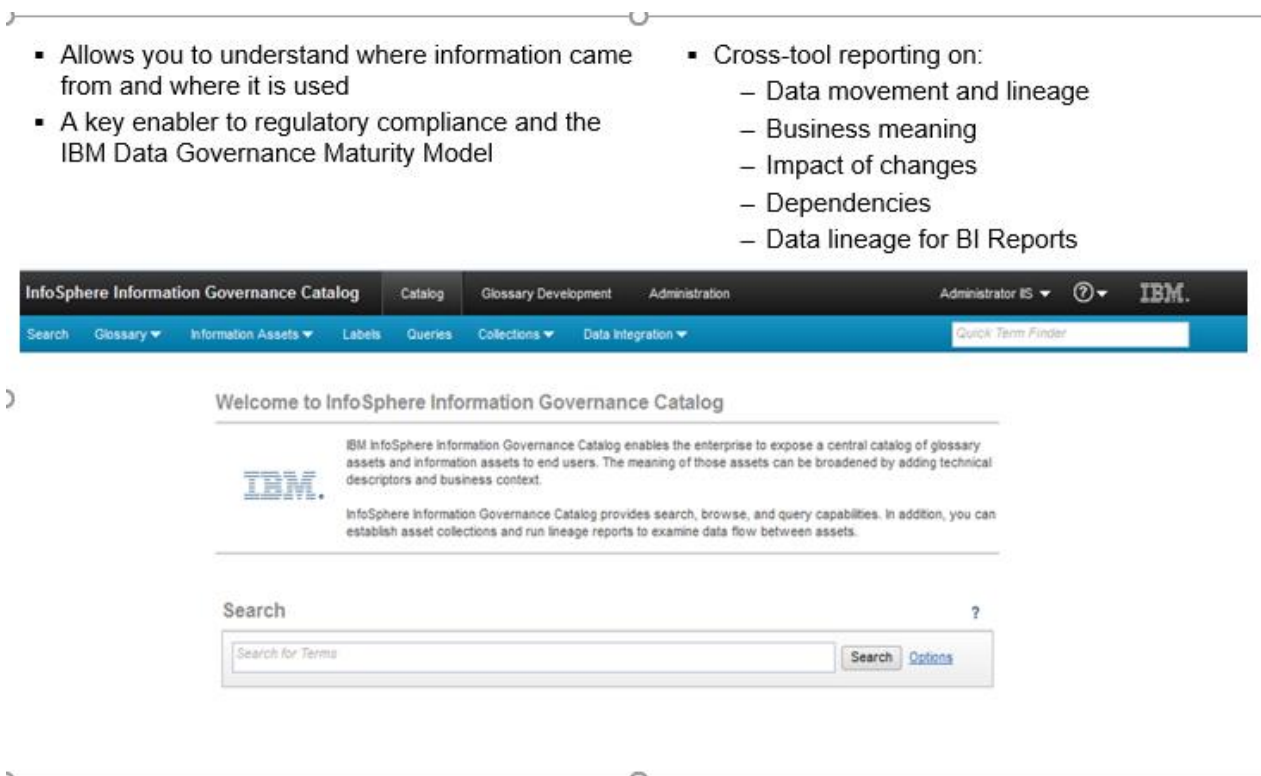 ▪ Allows you to understand where information came
from and where it is used
▪ A key enabler to regulatory compliance and the
IBM Data Governance Maturity Model
▪ Cross-tool reporting on:
– Data movement and lineage
– Business meaning
– Impact of changes
– Dependencies
– Data lineage for BI Reports
InfoSphere Information Governance Catalog Catalog Glossary Development Administration Administrator IIS ? IBM.
Search Glossary Information Assets Labels Queries Collections Data Integration Quick Term Finder
Welcome to InfoSphere Information Governance Catalog
IBM.
IBM InfoSphere Information Governance Catalog enables the enterprise to expose a central catalog of glossary
assets and information assets to end users. The meaning of those assets can be broadened by adding technical
descriptors and business context.
InfoSphere Information Governance Catalog provides search, browse, and query capabilities. In addition, you can
establish asset collections and run lineage reports to examine data flow between assets.
Search ?
Search for Terms Search Options